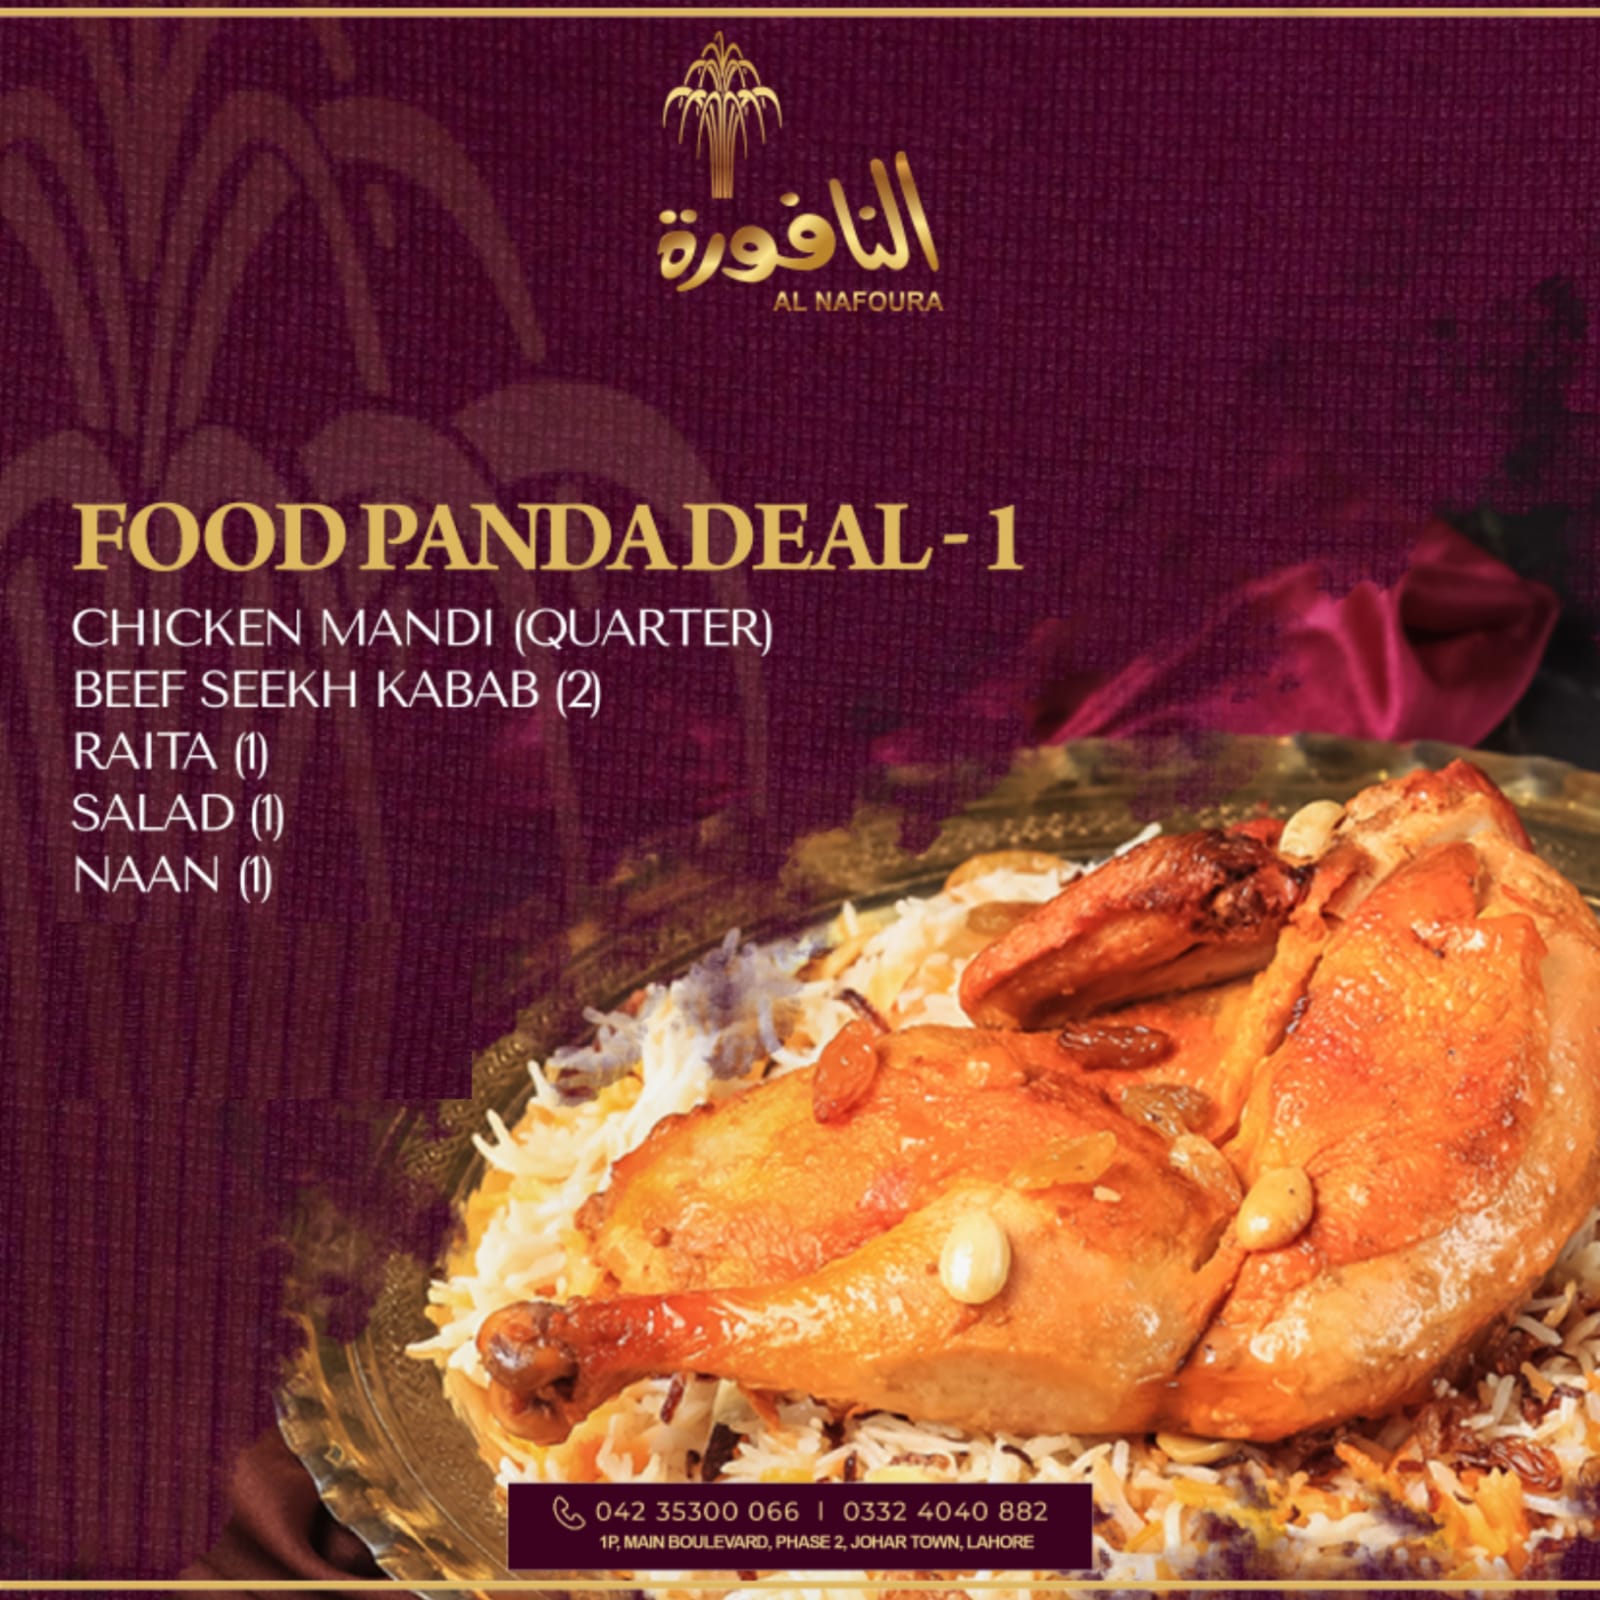 النافورة
AL NAFOURA
FOOD PANDA DEAL - 1
CHICKEN MANDI (QUARTER)
BEEF SEEKH KABAB (2)
RAITA (1)
SALAD (1)
NAAN (1)
042 35300 066 | 0332 4040 882
1P, MAIN BOULEVARD, PHASE 2, JOHAR TOWN, LAHORE